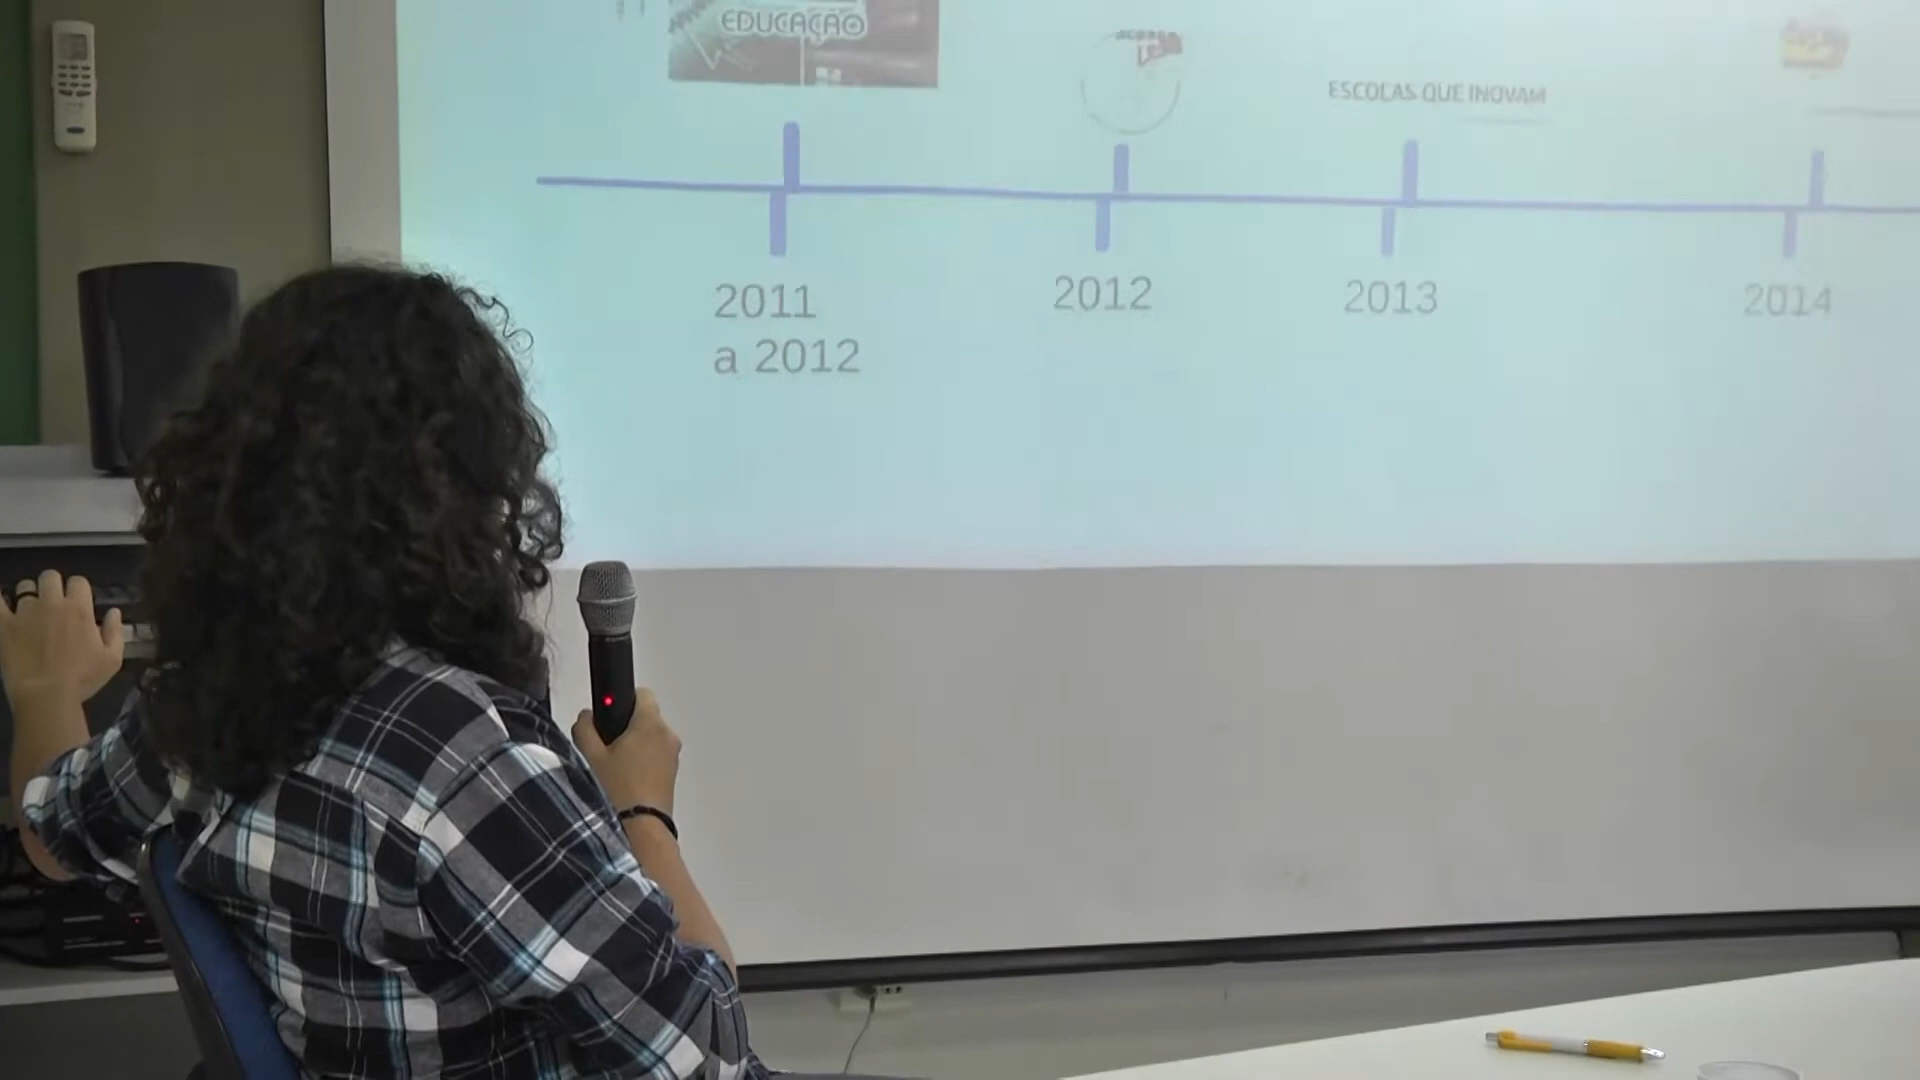 EDUCAÇÃO
ESCOLAS QUE INOVAM
2011
a 2012
2012
2013
2014